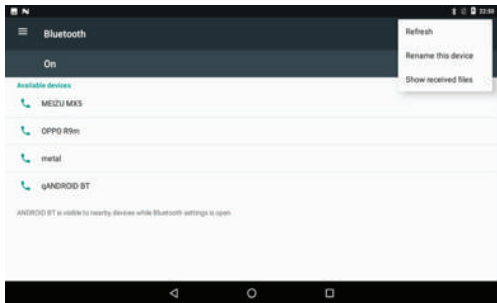 Bluetooth
Refresh
Rename this device
On
Show received files
Available devices
MEIZU MX5
OPPO R9m
metal
qANDROID BT
ANDROID BT is visible to nearby devices while Bluetooth settings is open